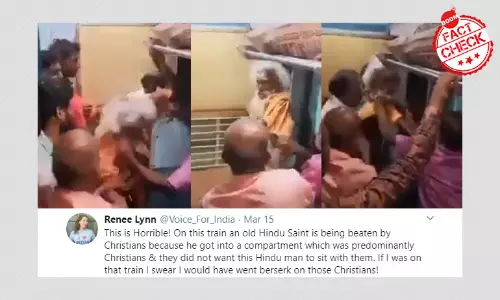 BOOM
FACT
CHECK
Renee Lynn @Voice_For_India · Mar 15
This is Horrible! On this train an old Hindu Saint is being beaten by
Christians because he got into a compartment which was predominantly
Christians & they did not want this Hindu man to sit with them. If I was on
that train I swear I would have went berserk on those Christians!